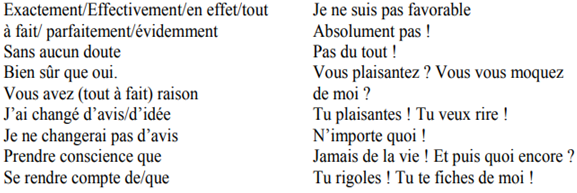 Exactement/Effectivement/en effet/tout
à fait/ parfaitement/évidemment
Sans aucun doute
Bien sûr que oui.
Vous avez (tout à fait) raison
J'ai changé d'avis/d'idée
Je ne changerai pas d'avis
Prendre conscience que
Se rendre compte de/que
Je ne suis pas favorable
Absolument pas !
Pas du tout !
Vous plaisantez ? Vous vous moquez
de moi ?
Tu plaisantes ! Tu veux rire !
N'importe quoi !
Jamais de la vie ! Et puis quoi encore ?
Tu rigoles ! Tu te fiches de moi !